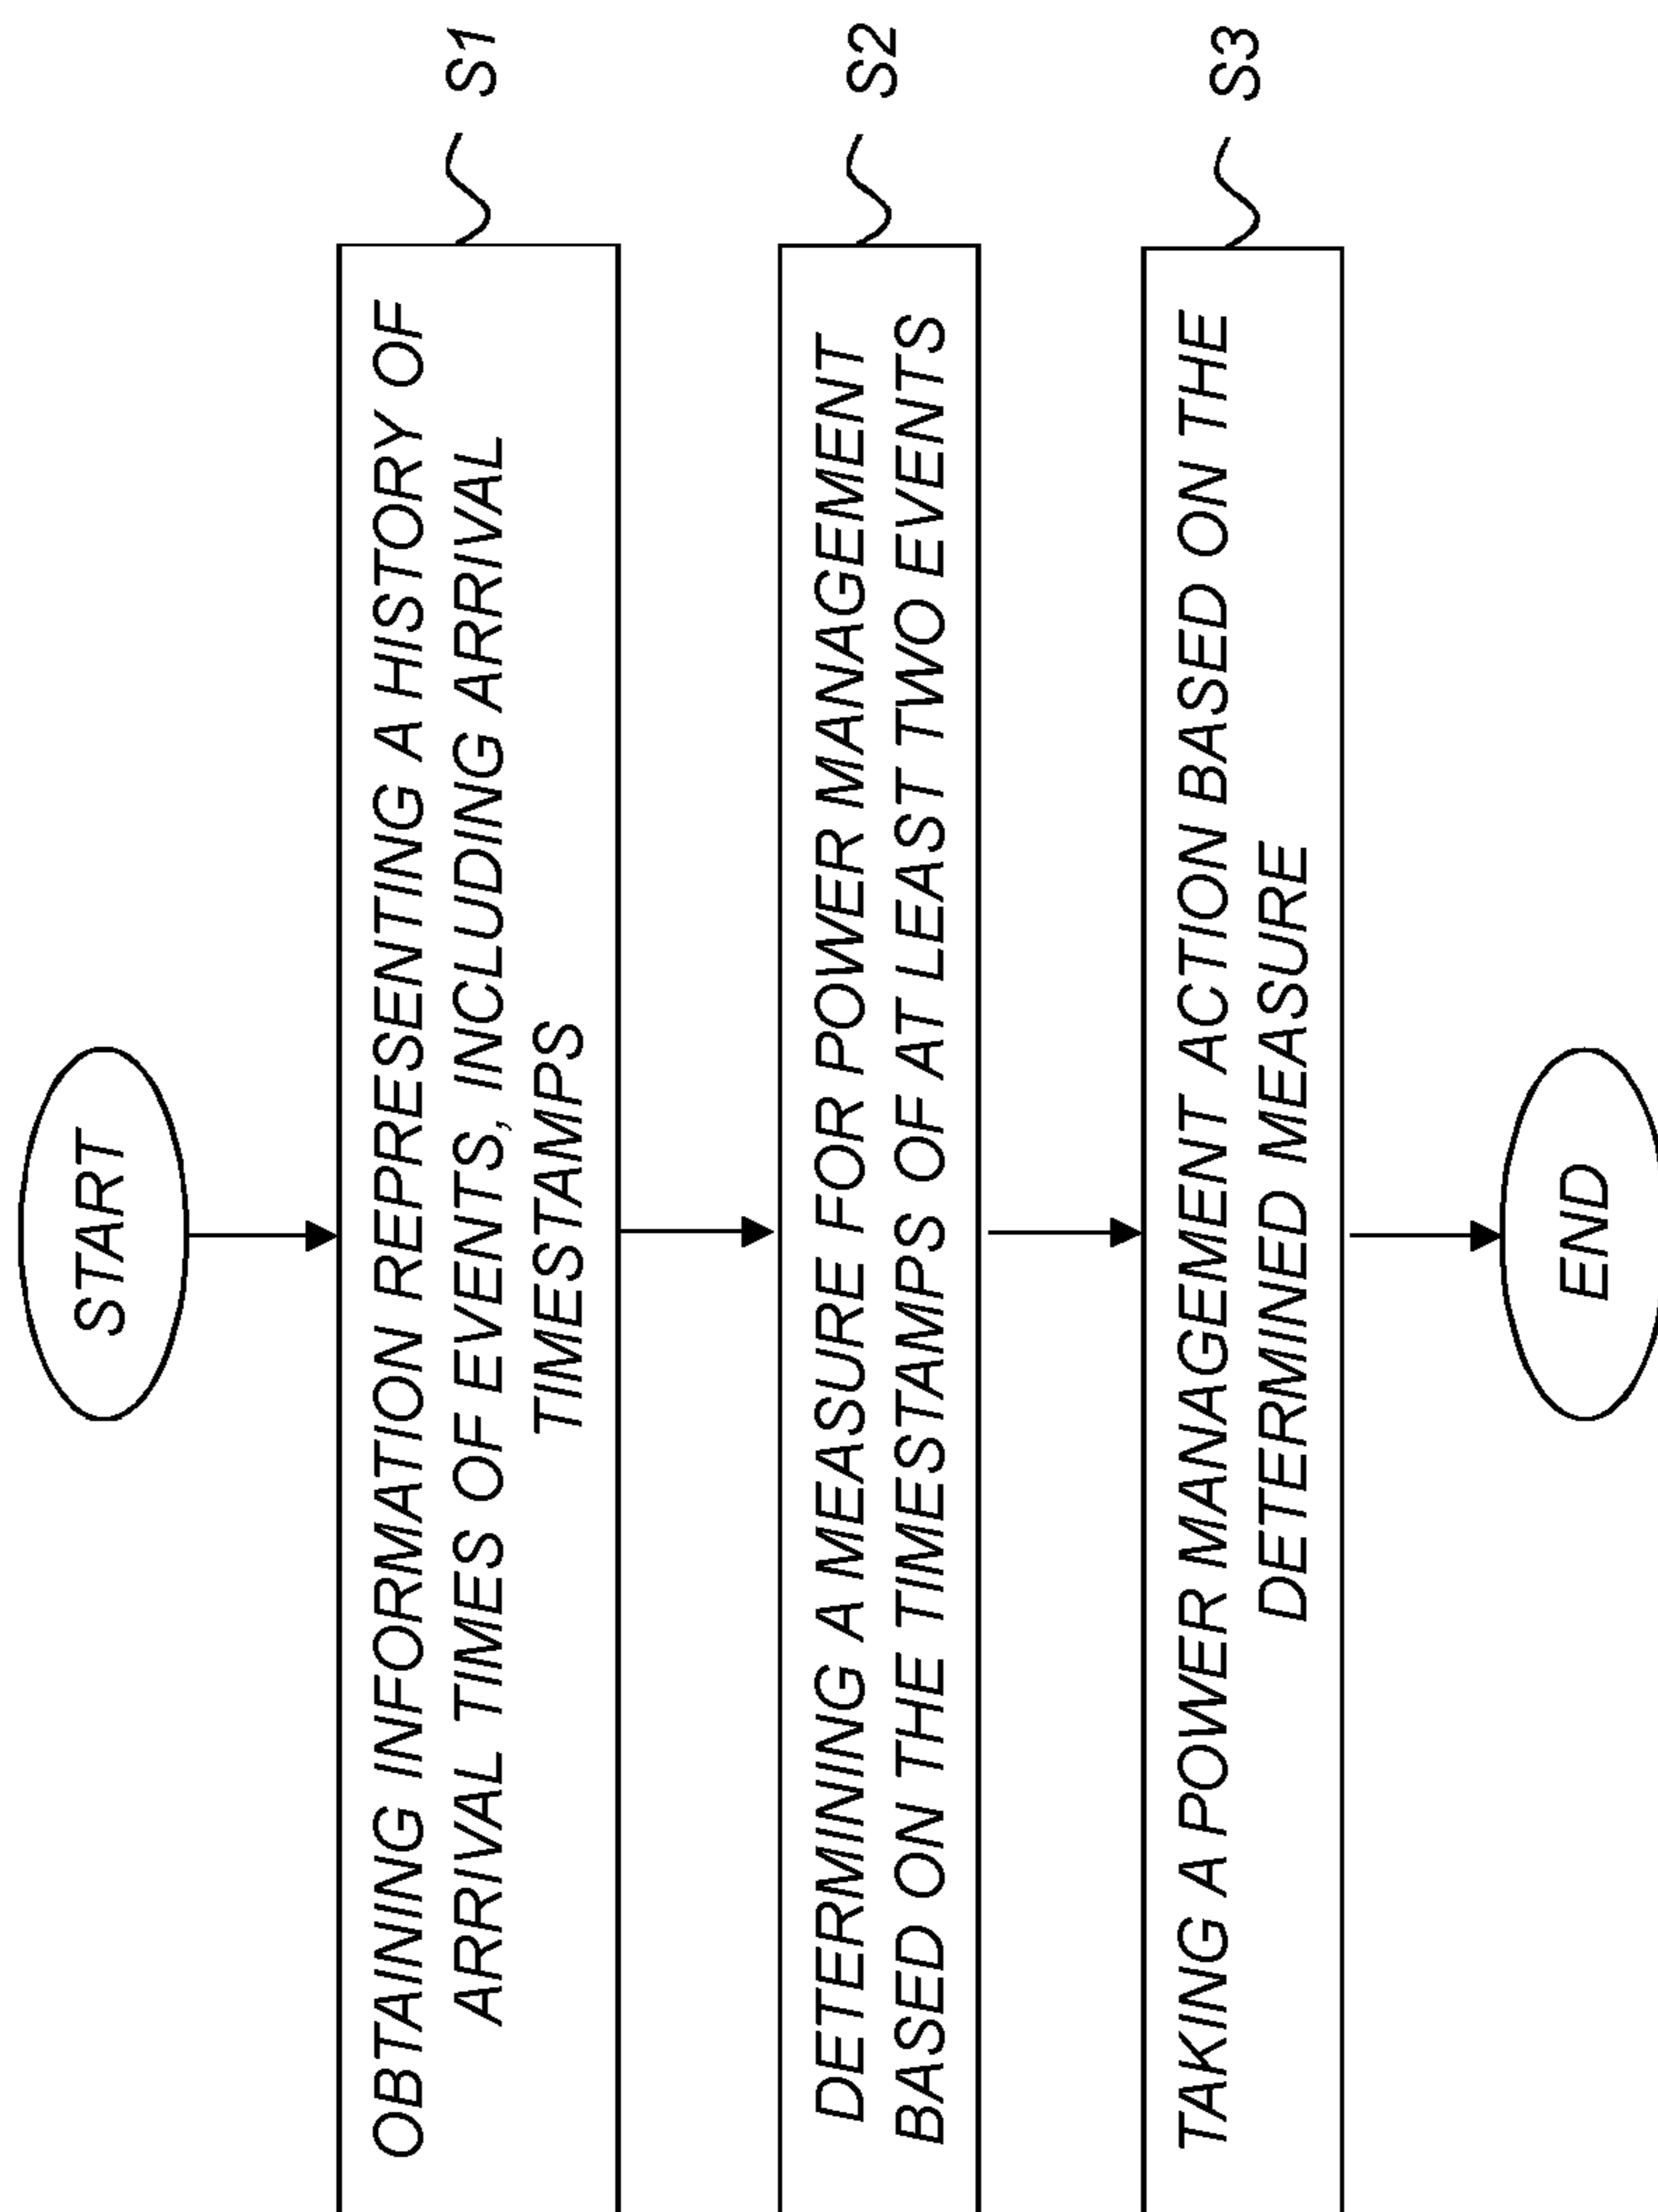 START
OBTAINING INFORMATION REPRESENTING A HISTORY OF
ARRIVAL TIMES OF EVENTS, INCLUDING ARRIVAL
TIMESTAMPS
S1
DETERMINING A MEASURE FOR POWER MANAGEMENT
BASED ON THE TIMESTAMPS OF AT LEAST TWO EVENTS
S2
TAKING A POWER MANAGEMENT ACTION BASED ON THE
DETERMINED MEASURE
S3
END